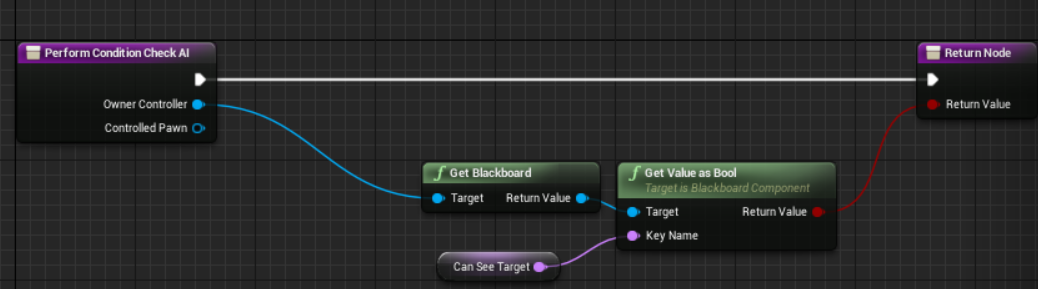 Perform Condition Check AI
Owner Controller
Controlled Pawn
Get Blackboard
Target
Return Value
Can See Target
Get Value as Bool
Target is Blackboard Component
Target
Return Value
Key Name
Return Node
Return Value